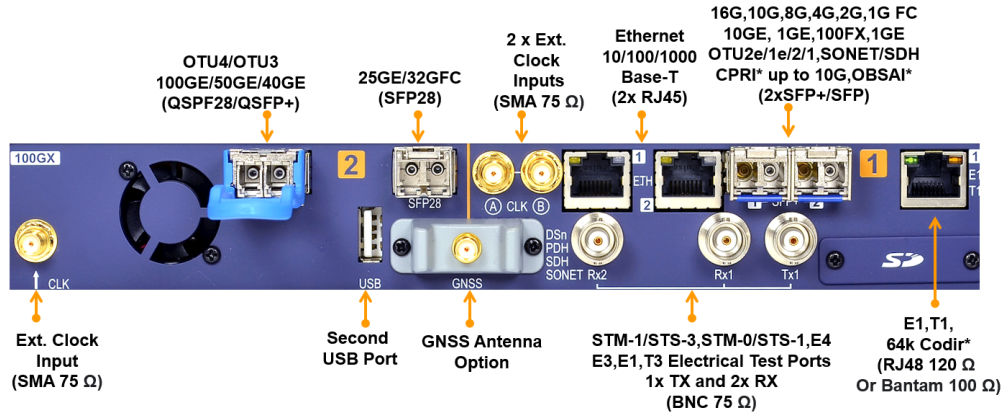 OTU4/OTU3
100GE/50GE/40GE
(QSPF28/QSFP+)
25GE/32GFC
(SFP28)
2 x Ext.
Clock
Inputs
(SMA 75 Ω)
Ethernet
10/100/1000
Base-T
(2x RJ45)
16G,10G,8G,4G,2G,1G FC
10GE, 1GE,100FX,1GE
OTU2e/1e/2/1,SONET/SDH
CPRI* up to 10G,OBSAI*
(2xSFP+/SFP)
100GX
2
SFP28
A CLK B
1
ETH
2
1 SFP+ 2
1
1
E1
T1
CLK
USB
GNSS
DSn
PDH
SDH
SONET
Rx2
Rx1
Tx1
SD
Ext. Clock
Input
(SMA 75 Ω)
Second
USB Port
GNSS Antenna
Option
STM-1/STS-3,STM-0/STS-1,E4
E3,E1,T3 Electrical Test Ports
1x TX and 2x RX
(BNC 75 Ω)
E1,T1,
64k Codir*
(RJ48 120 Ω
Or Bantam 100 Ω)